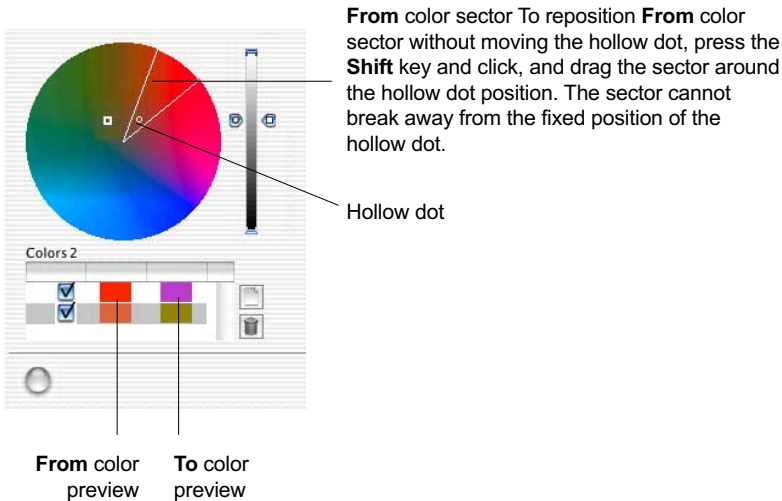 From color sector To reposition From color
sector without moving the hollow dot, press the
Shift key and click, and drag the sector around
the hollow dot position. The sector cannot
break away from the fixed position of the
hollow dot.
Hollow dot
Colors 2
From color
preview
To color
preview